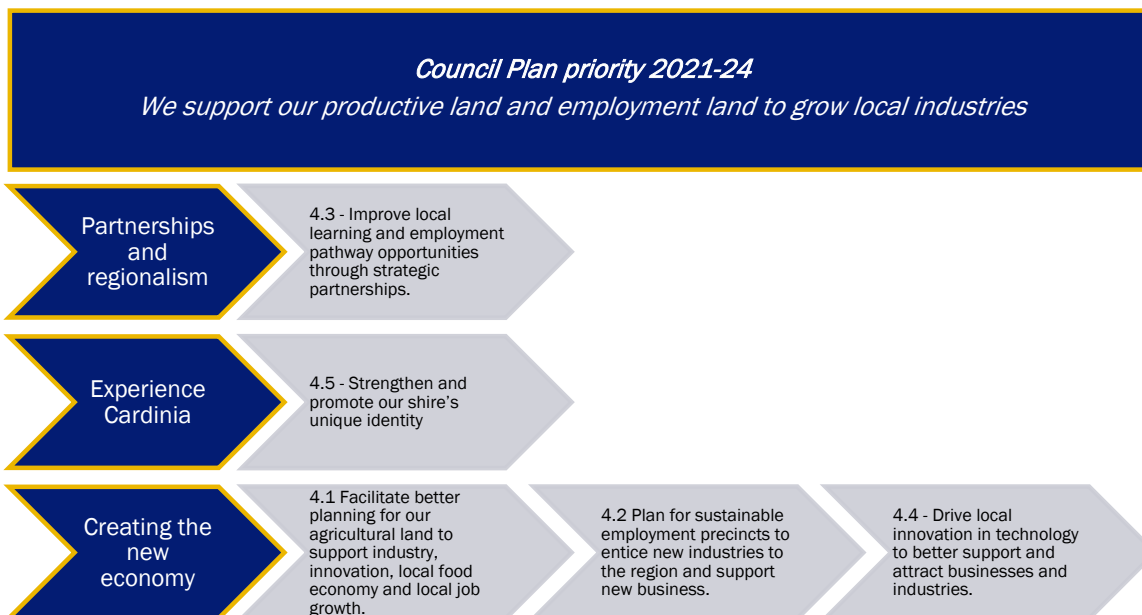 Council Plan priority 2021-24
We support our productive land and employment land to grow local industries
Partnerships
and
regionalism
4.3 - Improve local
learning and employment
pathway opportunities
through strategic
partnerships.
Experience
Cardinia
4.5 - Strengthen and
promote our shire's
unique identity
Creating the
new
economy
4.1 Facilitate better
planning for our
agricultural land to
support industry,
innovation, local food
economy and local job
growth.
4.2 Plan for sustainable
employment precincts to
entice new industries to
the region and support
new business.
4.4 - Drive local
innovation in technology
to better support and
attract businesses and
industries.